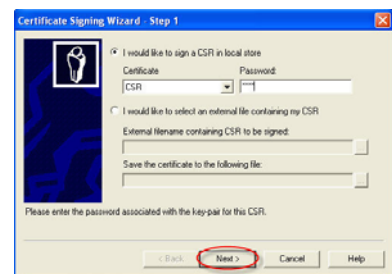 Certificate Signing Wizard - Step 1
I would like to sign a CSR in local store
Certificate Password:
CSR
I would like to select an external file containing my CSR
External filename containing CSR to be signed:
Save the certificate to the following file:
Please enter the password associated with the key-pair for this CSR.
< Back Next > Cancel Help